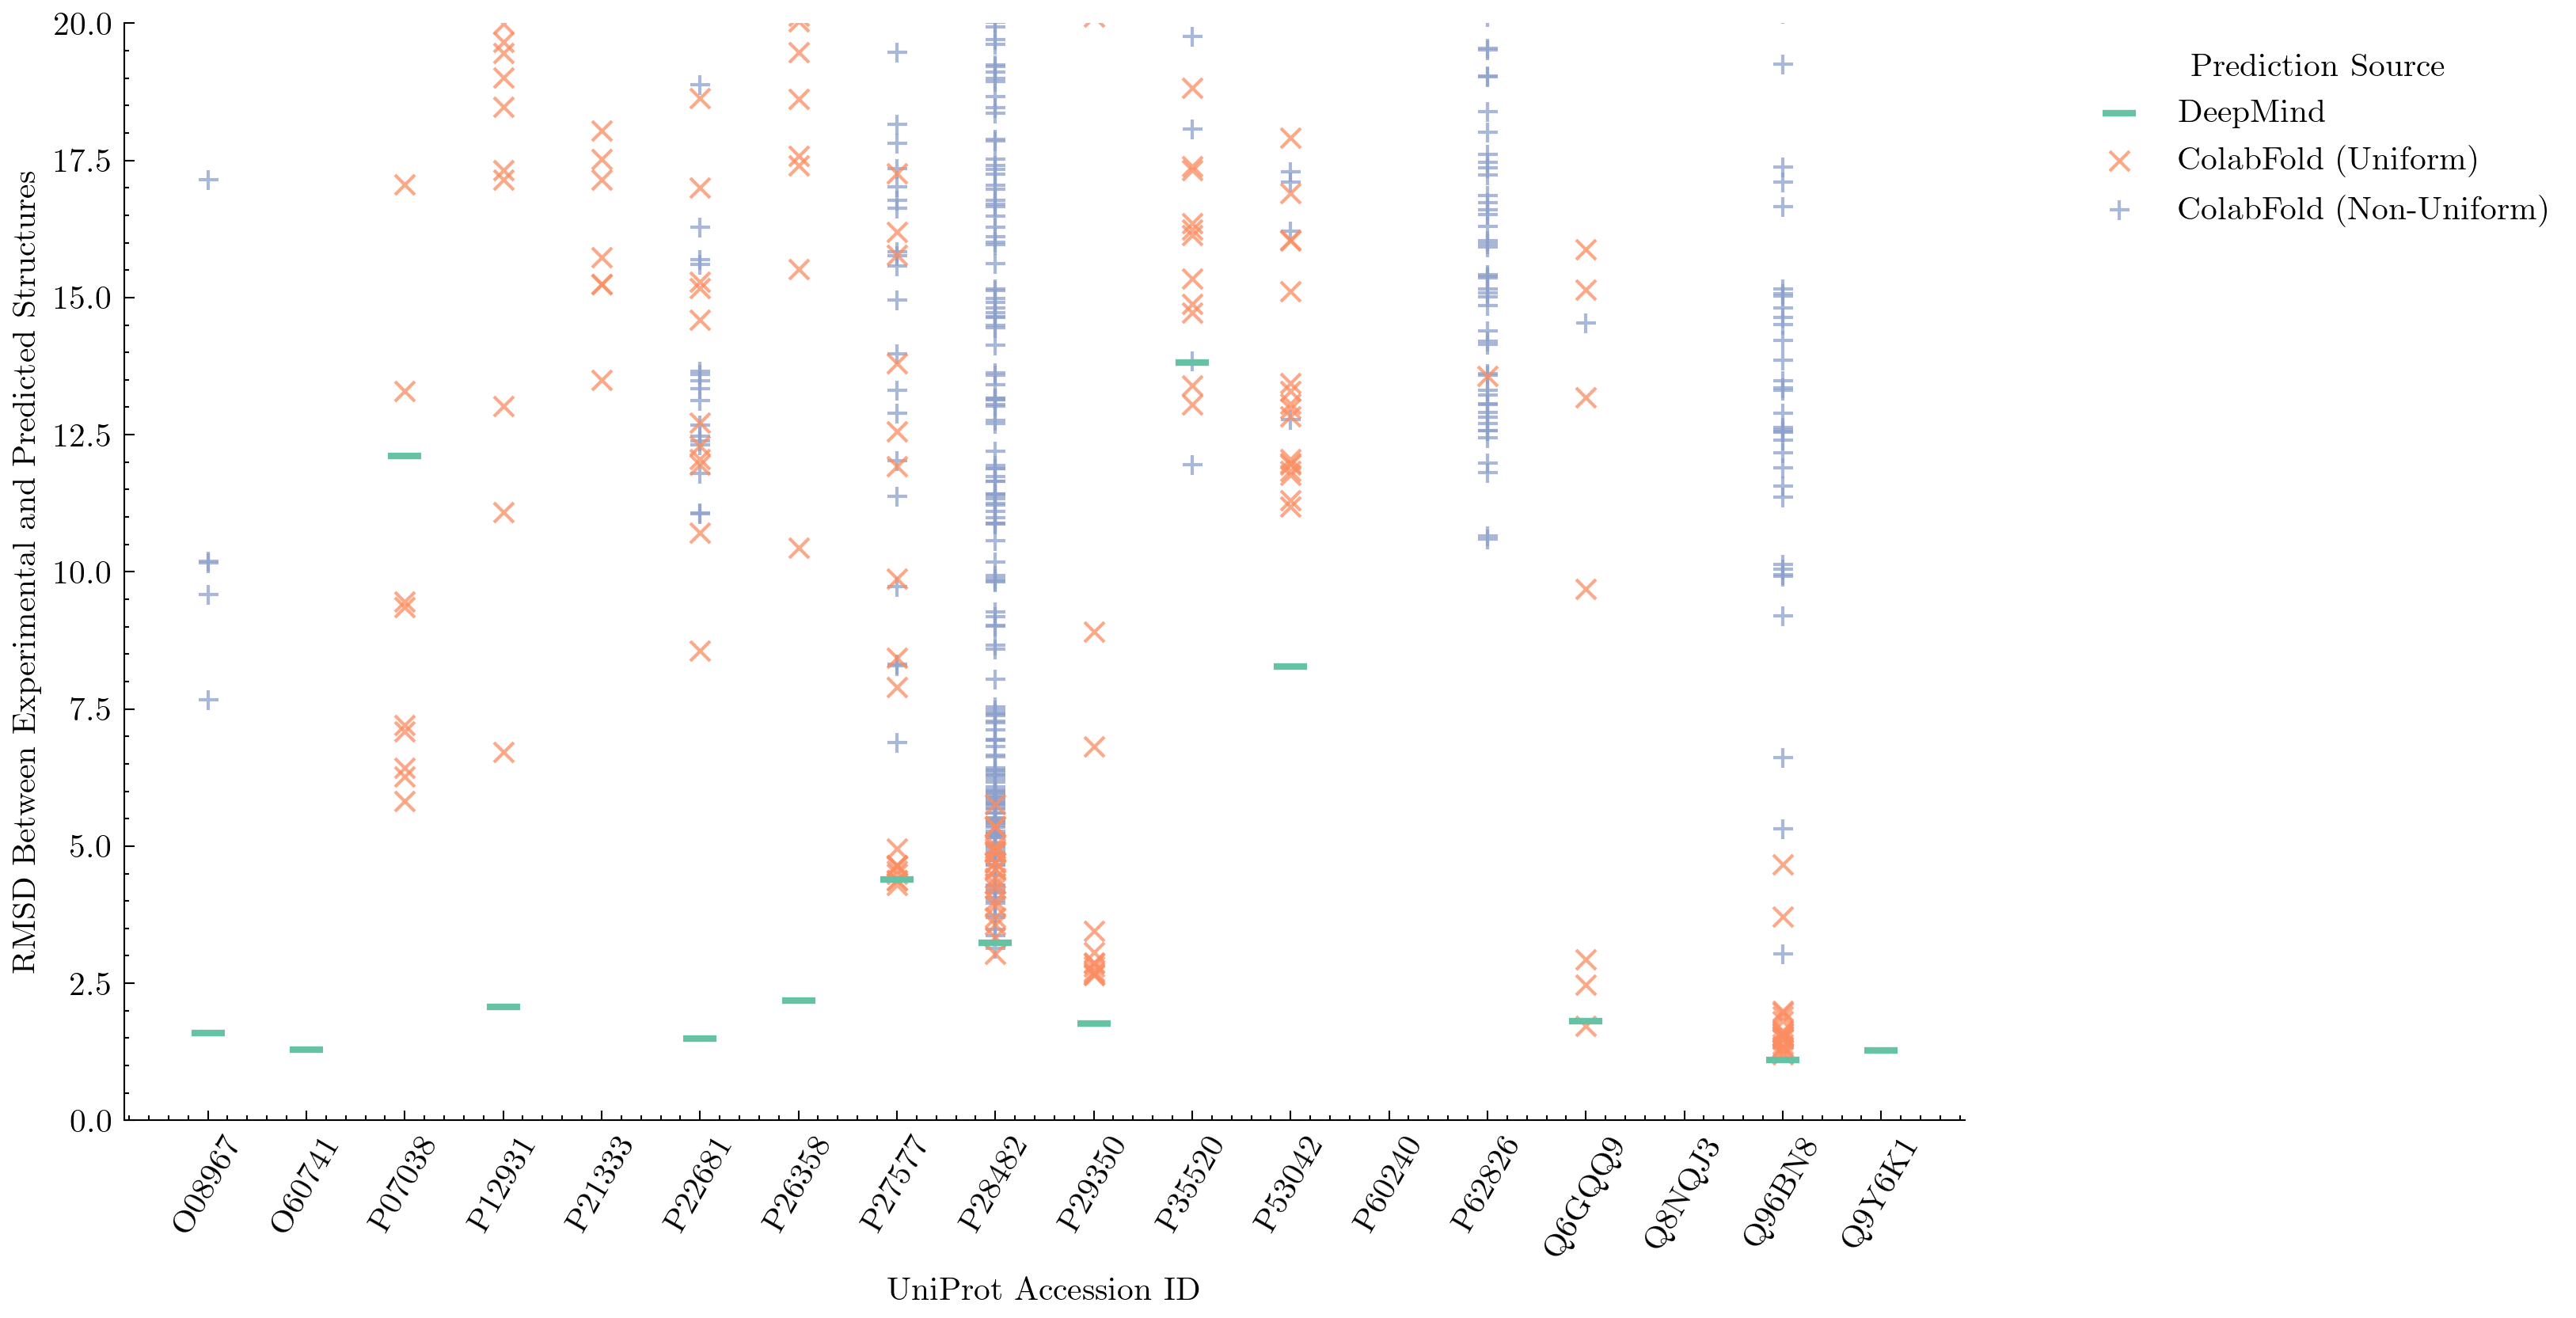 RMSD Between Experimental and Predicted Structures
20.0
17.5
15.0
12.5
10.0
7.5
5.0
2.5
0.0
O08967
O60741
P07038
P12931
P21333
P22681
P26358
P27577
P28482
P29350
P35520
P53042
P60240
P62826
Q6GQQ9
Q8NQJ3
Q96BN8
Q9Y6K1
UniProt Accession ID
Prediction Source
DeepMind
ColabFold (Uniform)
ColabFold (Non-Uniform)